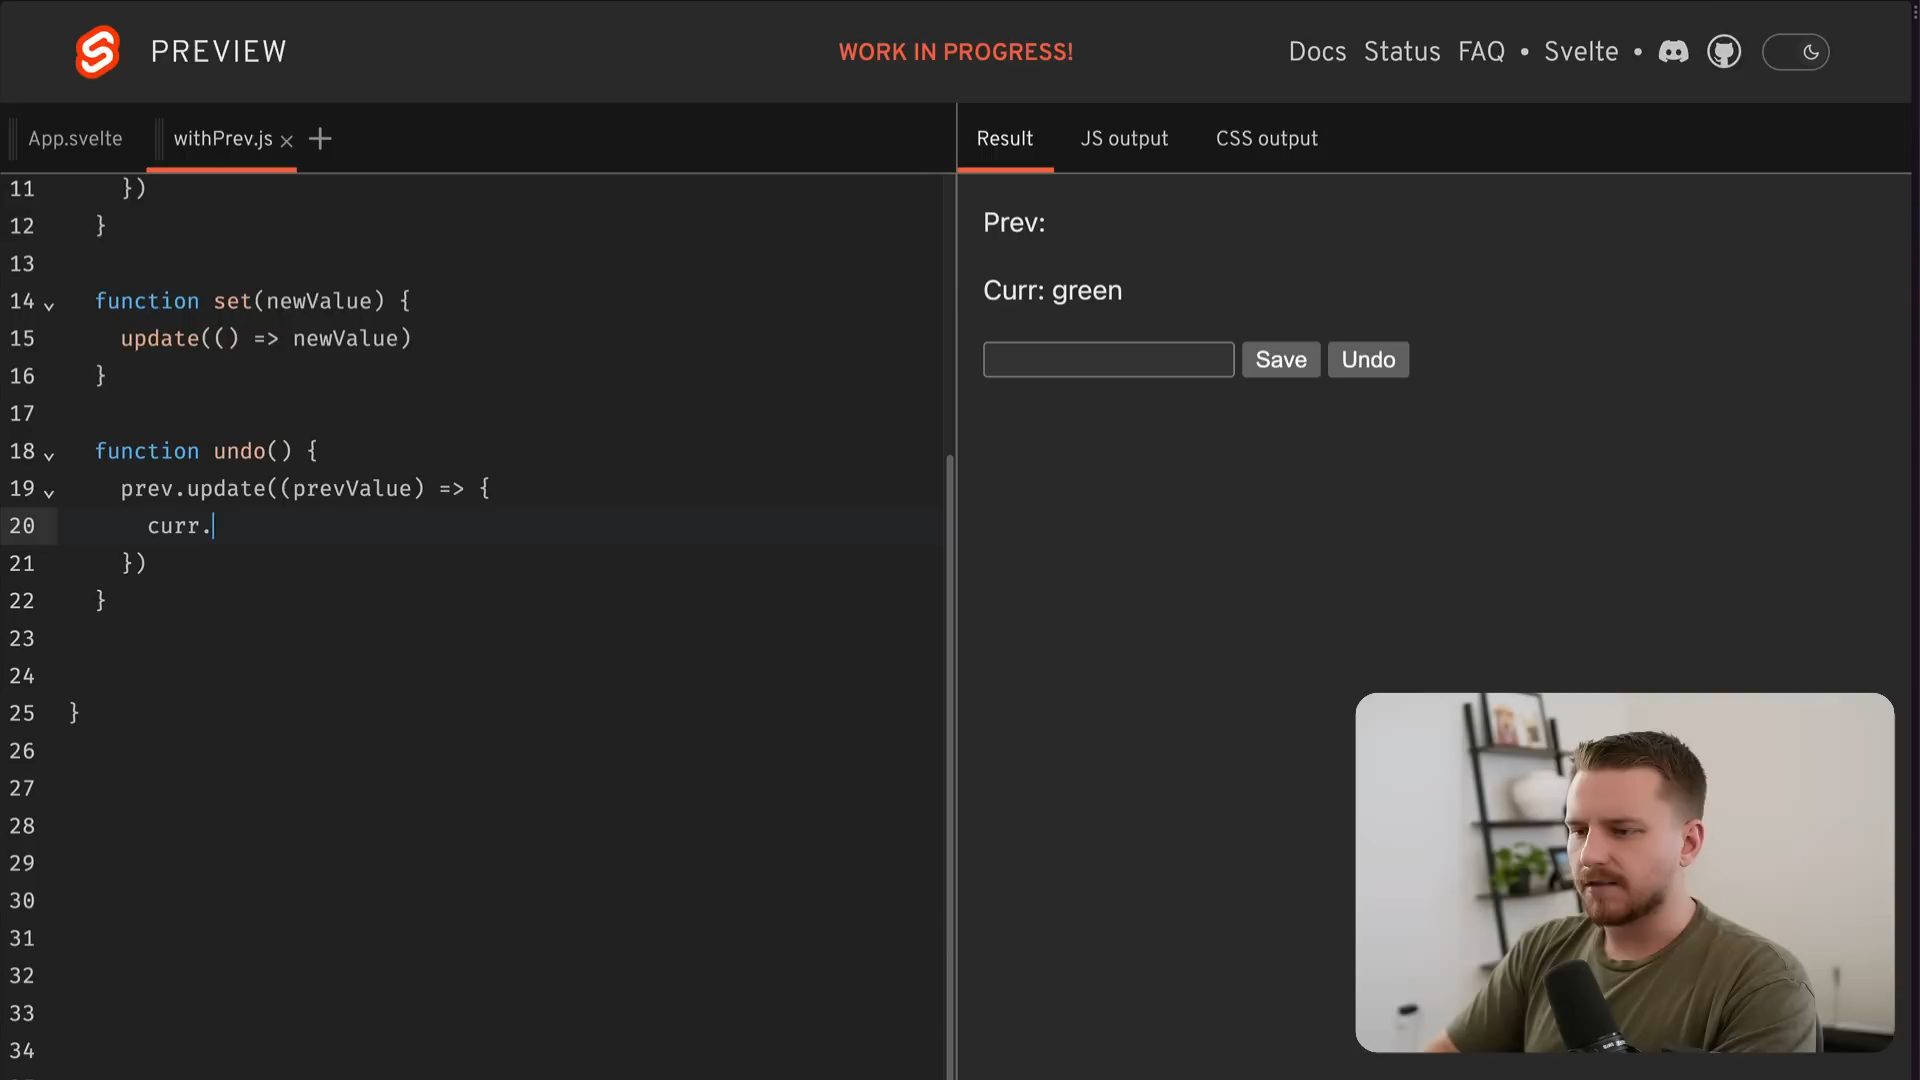 PREVIEW
WORK IN PROGRESS!
Docs Status FAQ • Svelte •
App.svelte
withPrev.js × +
Result
JS output
CSS output
11 })
12 }
13
14 function set(newValue) {
15 update(() => newValue)
16 }
17
18 function undo() {
19 prev.update((prevValue) => {
20 curr.
21 })
22 }
23
24
25 }
26
27
28
29
30
31
32
33
34
Prev:
Curr: green
Save
Undo